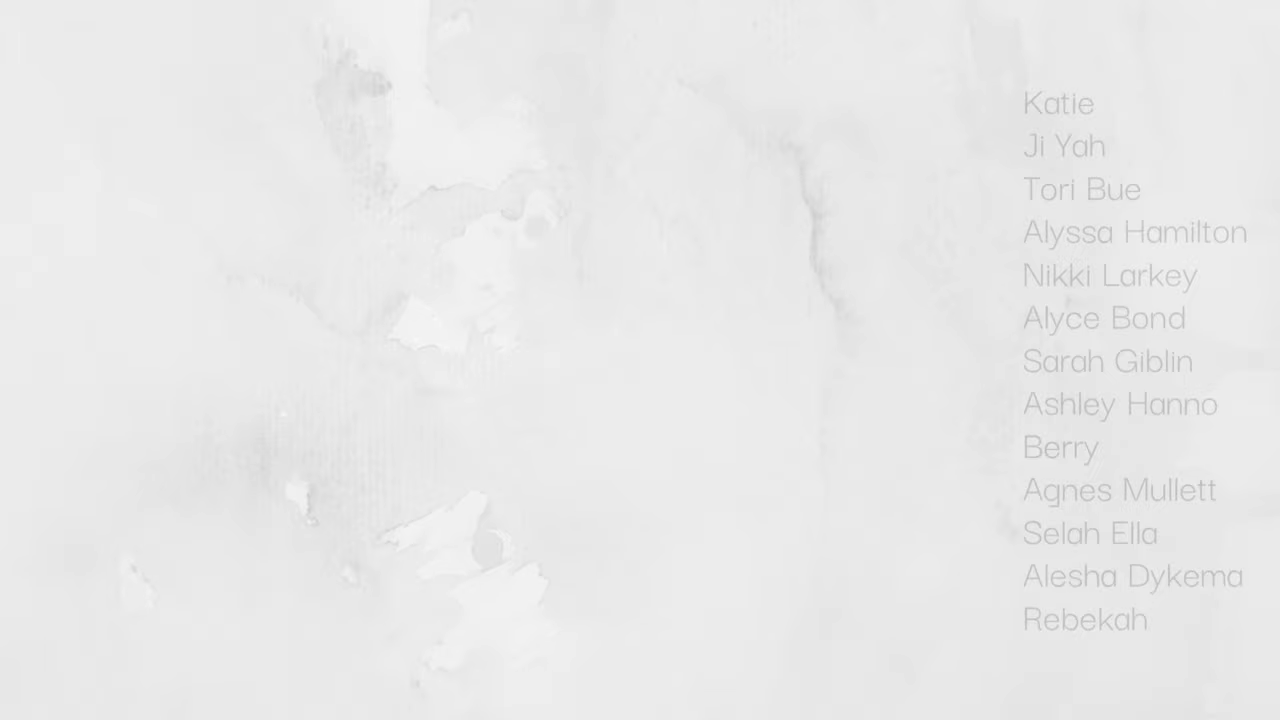 Katie
Ji Yah
Tori Bue
Alyssa Hamilton
Nikki Larkey
Alyce Bond
Sarah Giblin
Ashley Hanno
Berry
Agnes Mullett
Selah Ella
Alesha Dykema
Rebekah